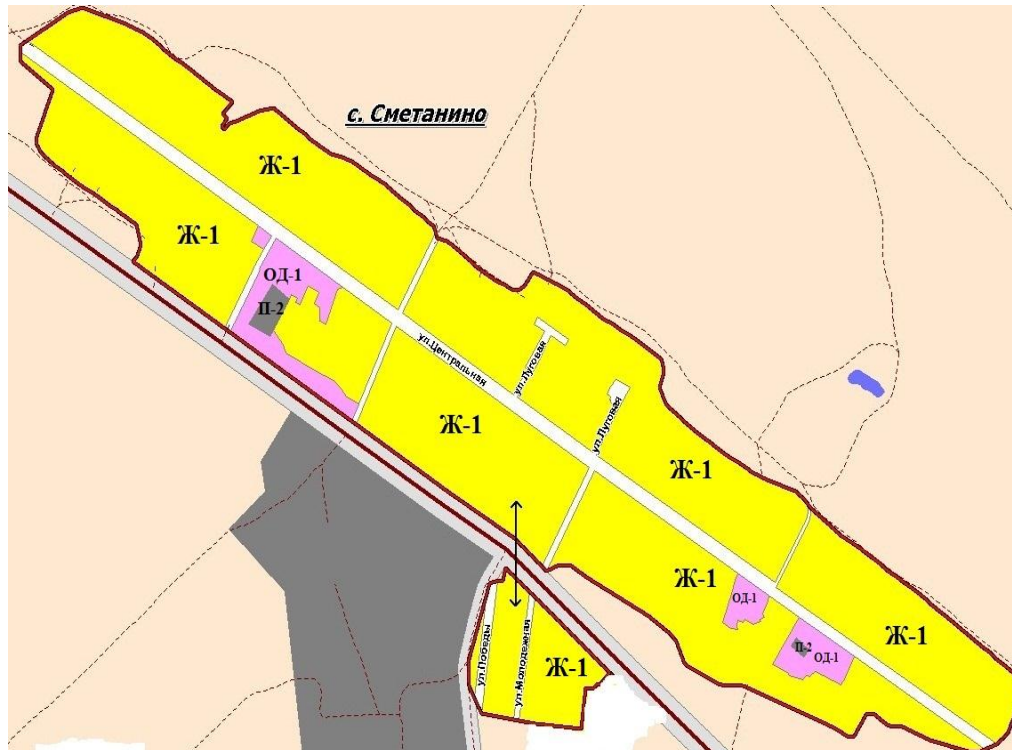 с. Сметанино
Ж-1
Ж-1
ОД-1
П-2
ул.Центральная
ул.Луговая
ул.Луговая
Ж-1
Ж-1
Ж-1
ОД-1
Ж-1
П-2
ОД-1
ул.Победы
ул.Молодежная
Ж-1